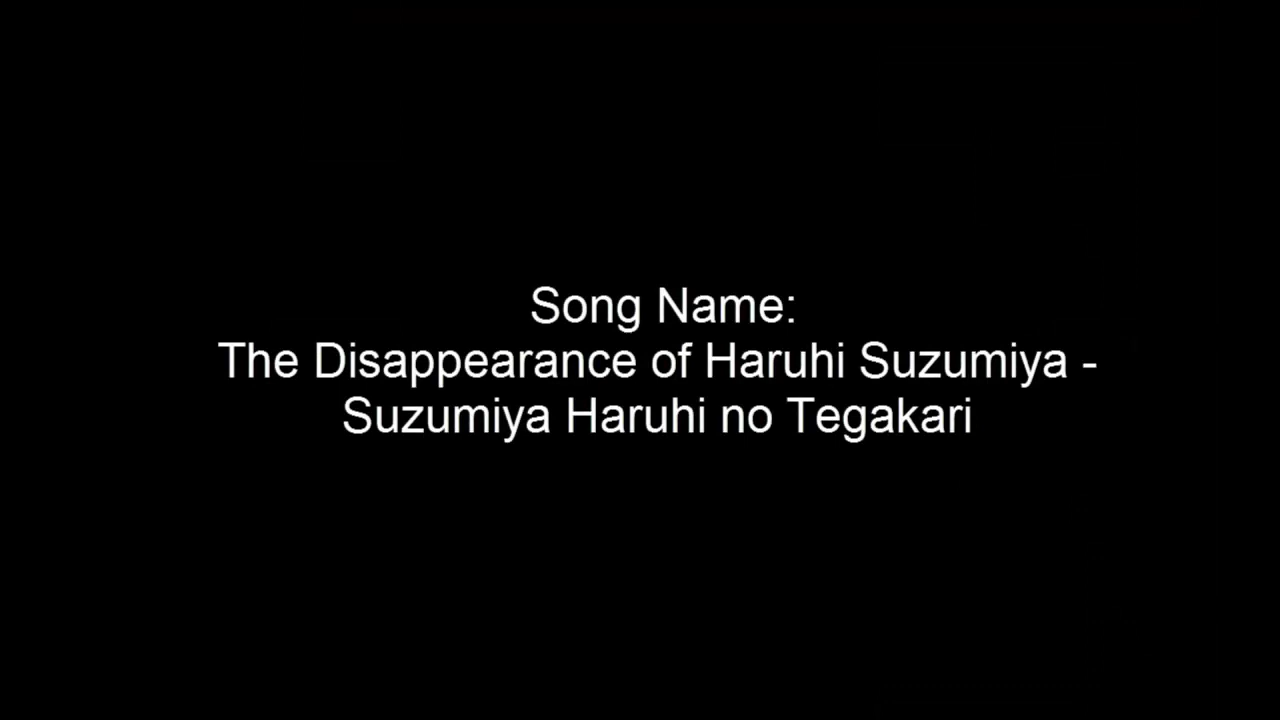 Song Name:
The Disappearance of Haruhi Suzumiya -
Suzumiya Haruhi no Tegakari